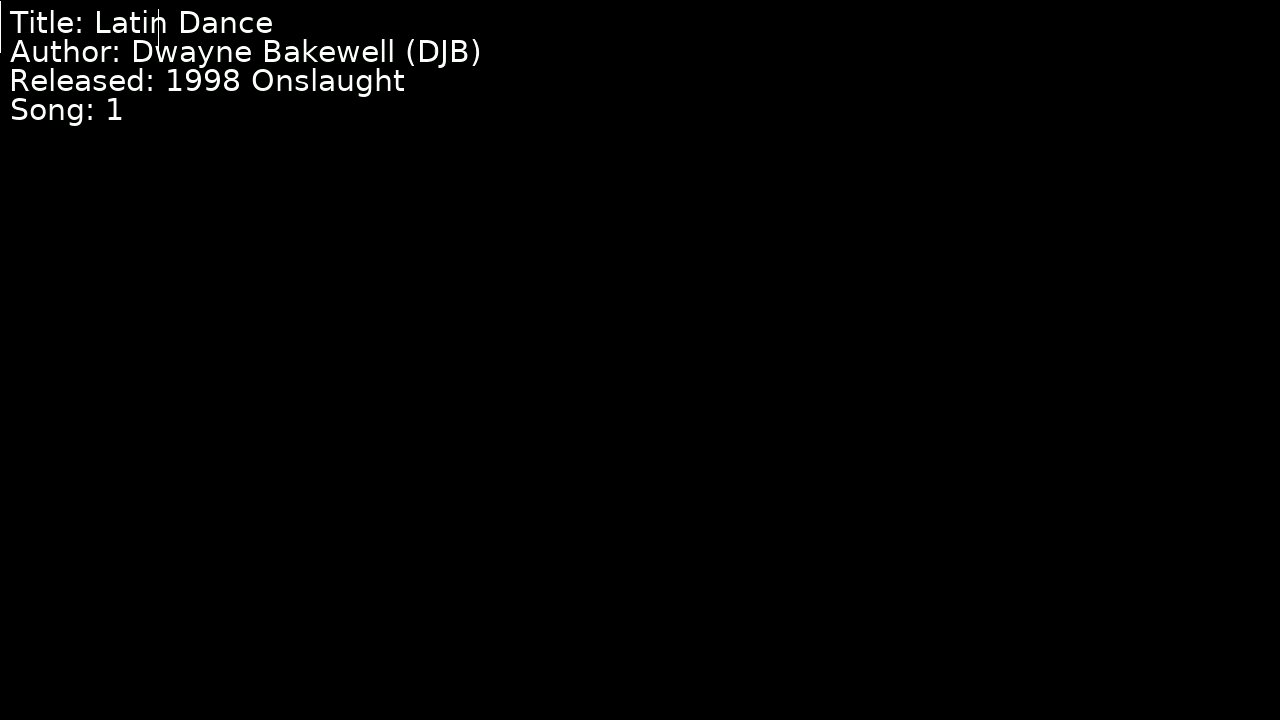 Title: Latin Dance
Author: Dwayne Bakewell (DJB)
Released: 1998 Onslaught
Song: 1